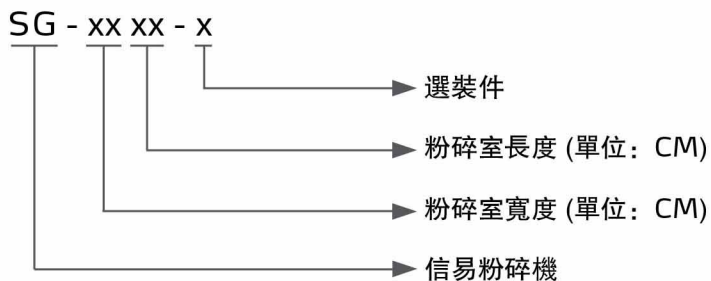 SG - xx xx - x
選裝件
粉碎室長度 (單位：CM)
粉碎室寬度 (單位：CM)
信易粉碎機